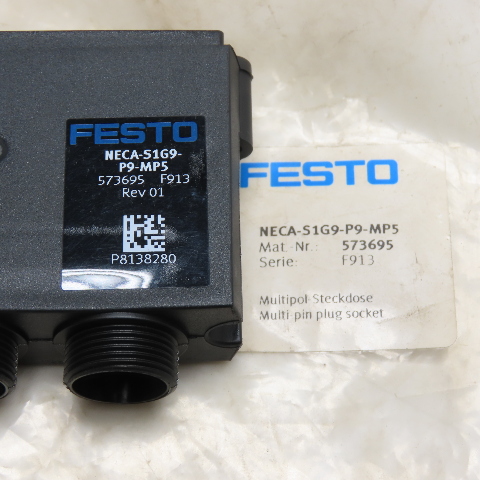 FESTO
NECA-S1G9-
P9-MP5
573695 F913
Rev 01
P8138280
FESTO
NECA-S1G9-P9-MP5
Mat.-Nr.: 573695
Serie: F913
Multipol-Steckdose
Multi-pin plug socket